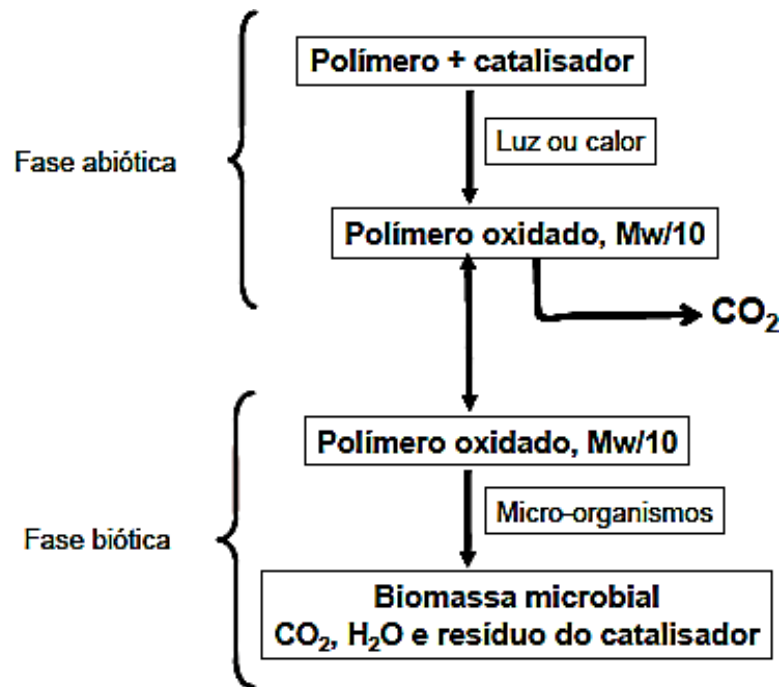 Polímero + catalisador
Luz ou calor
Fase abiótica
Polímero oxidado, Mw/10
CO₂
Polímero oxidado, Mw/10
Micro-organismos
Fase biótica
Biomassa microbial
CO₂, H₂O e resíduo do catalisador